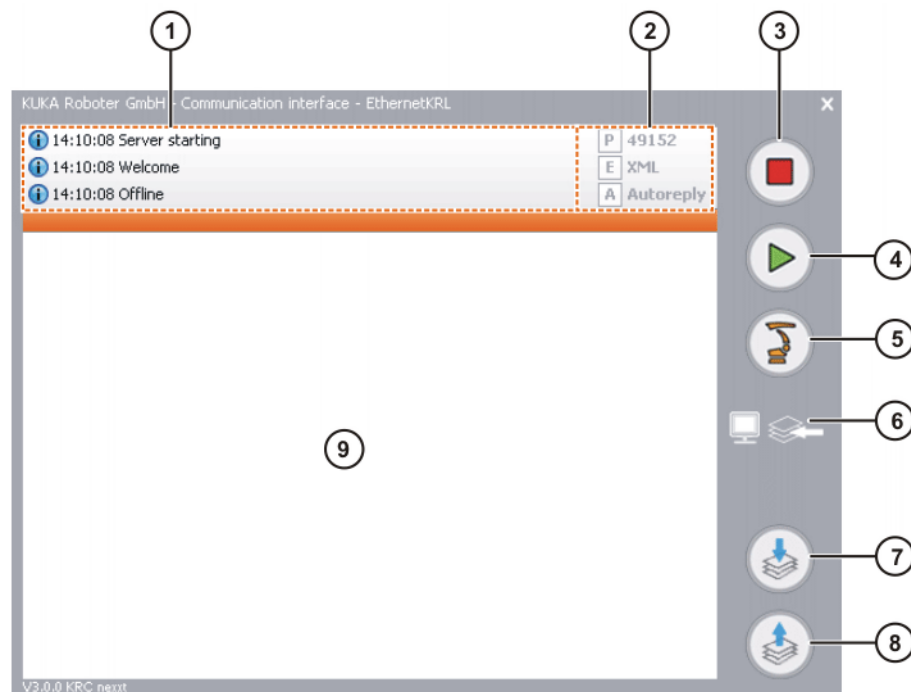 1 2 3
KUKA Roboter GmbH - Communication interface - EthernetKRL X
14:10:08 Server starting P 49152
14:10:08 Welcome E XML
14:10:08 Offline A Autoreply
4
5
6
9
7
8
V3.0.0 KRC nexxt